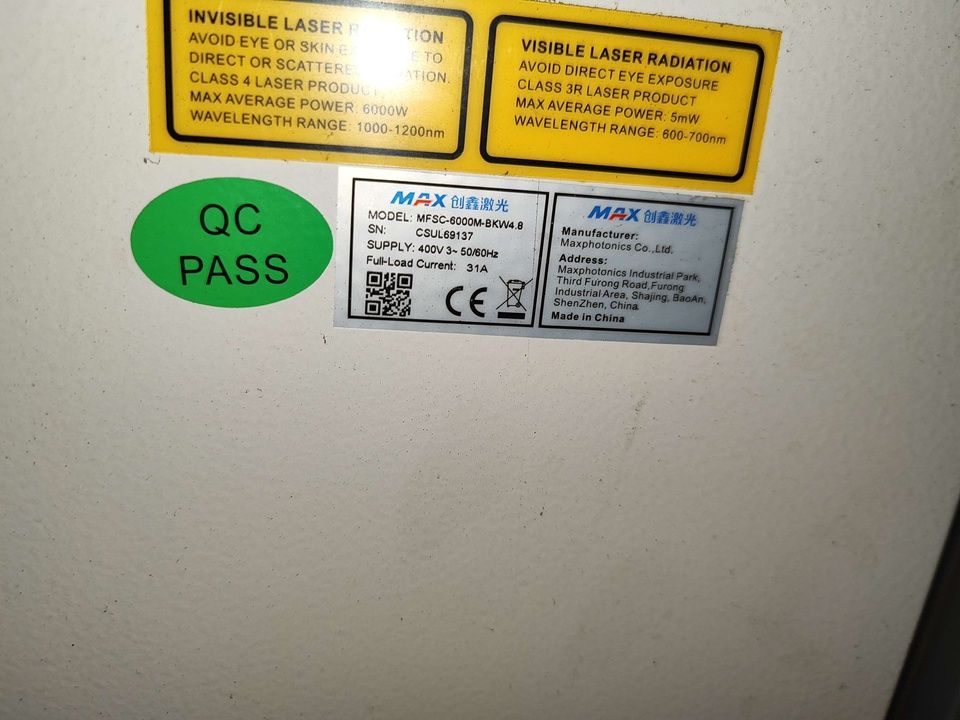 INVISIBLE LASER
AVOID EYE OR SKIN TO
DIRECT OR
CLASS 4 LASER PRODUCT
MAX AVERAGE POWER: 6000W
WAVELENGTH RANGE: 1000-1200nm
VISIBLE LASER RADIATION
AVOID DIRECT EYE EXPOSURE
CLASS 3R LASER PRODUCT
MAX AVERAGE POWER: 5mW
WAVELENGTH RANGE: 600-700nm
QC
PASS
MAX 创鑫激光
MODEL: MFSC-6000M-BKW4.8
SN: CSUL69137
SUPPLY: 400V 3~ 50/60Hz
Full-Load Current: 31A
CE
MAX 创鑫激光
Manufacturer:
Maxphotonics Co.,Ltd.
Address:
Maxphotonics Industrial Park,
Third Furong Road,Furong
Industrial Area, Shajing, BaoAn,
ShenZhen, China.
Made in China